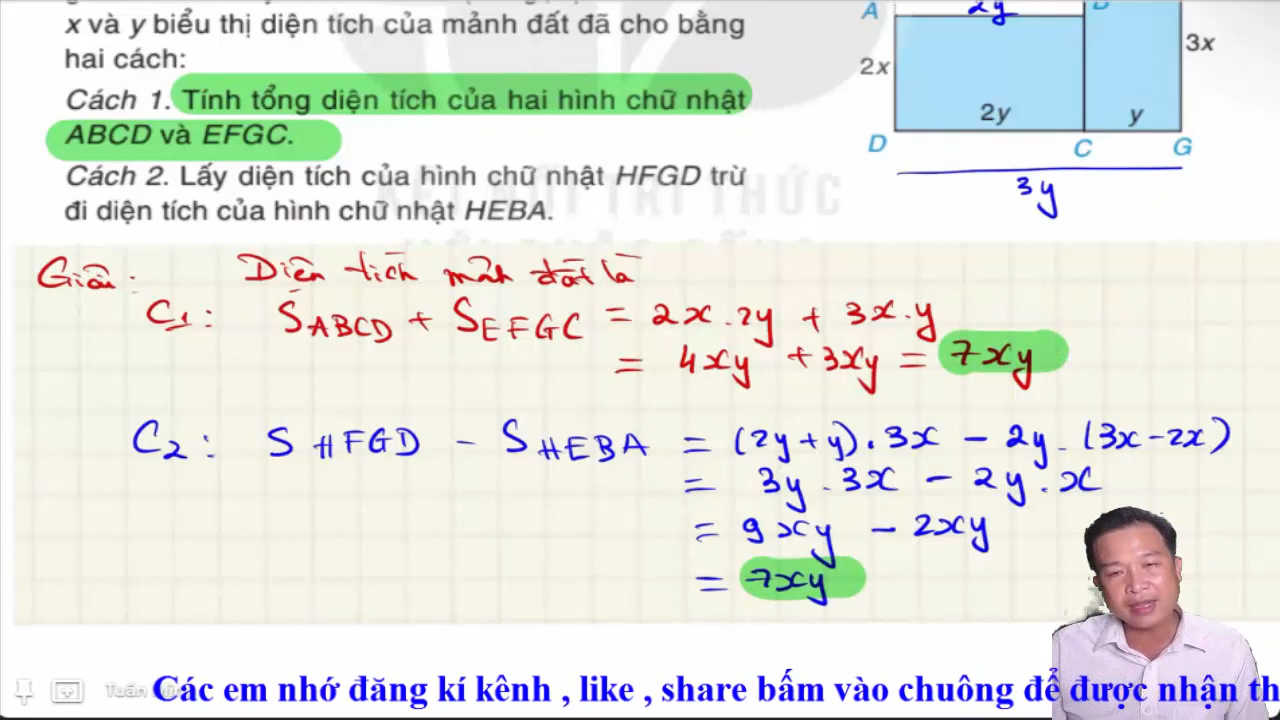 x và y biểu thị diện tích của mảnh đất đã cho bằng
hai cách:
Cách 1. Tính tổng diện tích của hai hình chữ nhật
ABCD và EFGC.
Cách 2. Lấy diện tích của hình chữ nhật HFGD trừ
đi diện tích của hình chữ nhật HEBA.
A 2y
2x 3x
2y y
D C G
3y
KẾT NỐI TRI THỨC
Giải: Diện tích mảnh đất là
C1: S ABCD + S EFGC = 2x . 2y + 3x . y
= 4xy + 3xy = 7xy
C2: S HFGD - S HEBA = (2y + y) . 3x - 2y . (3x - 2x)
= 3y . 3x - 2y . x
= 9xy - 2xy
= 7xy
Các em nhớ đăng kí kênh , like , share bấm vào chuông để được nhận th